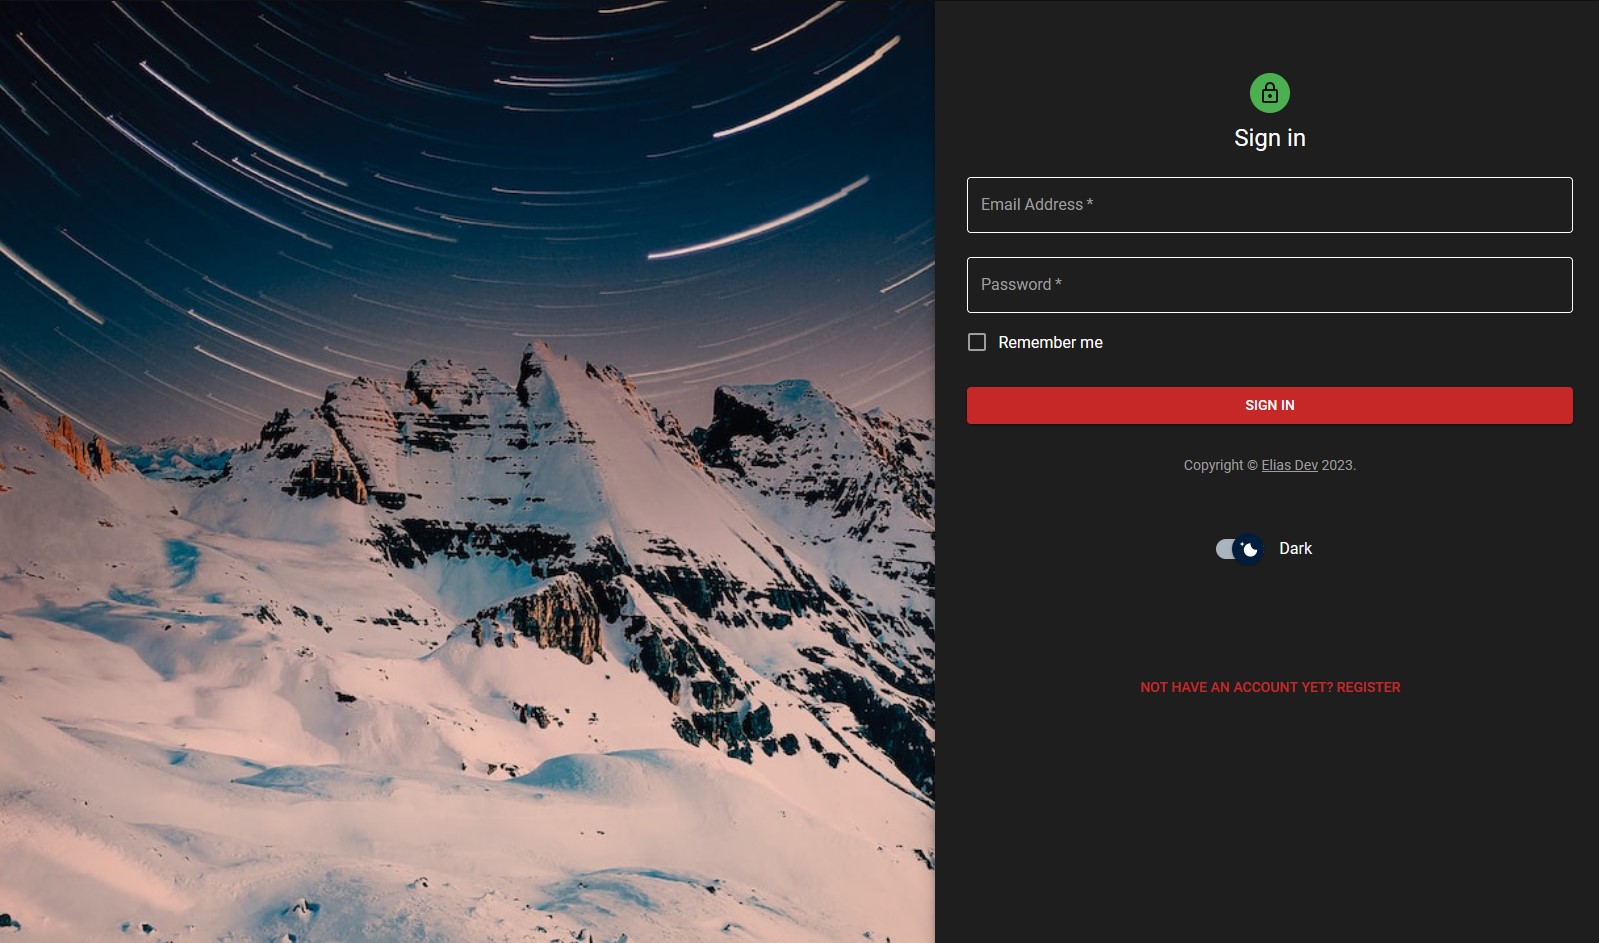 Sign in
Email Address *
Password *
Remember me
SIGN IN
Copyright © Elias Dev 2023.
Dark
NOT HAVE AN ACCOUNT YET? REGISTER